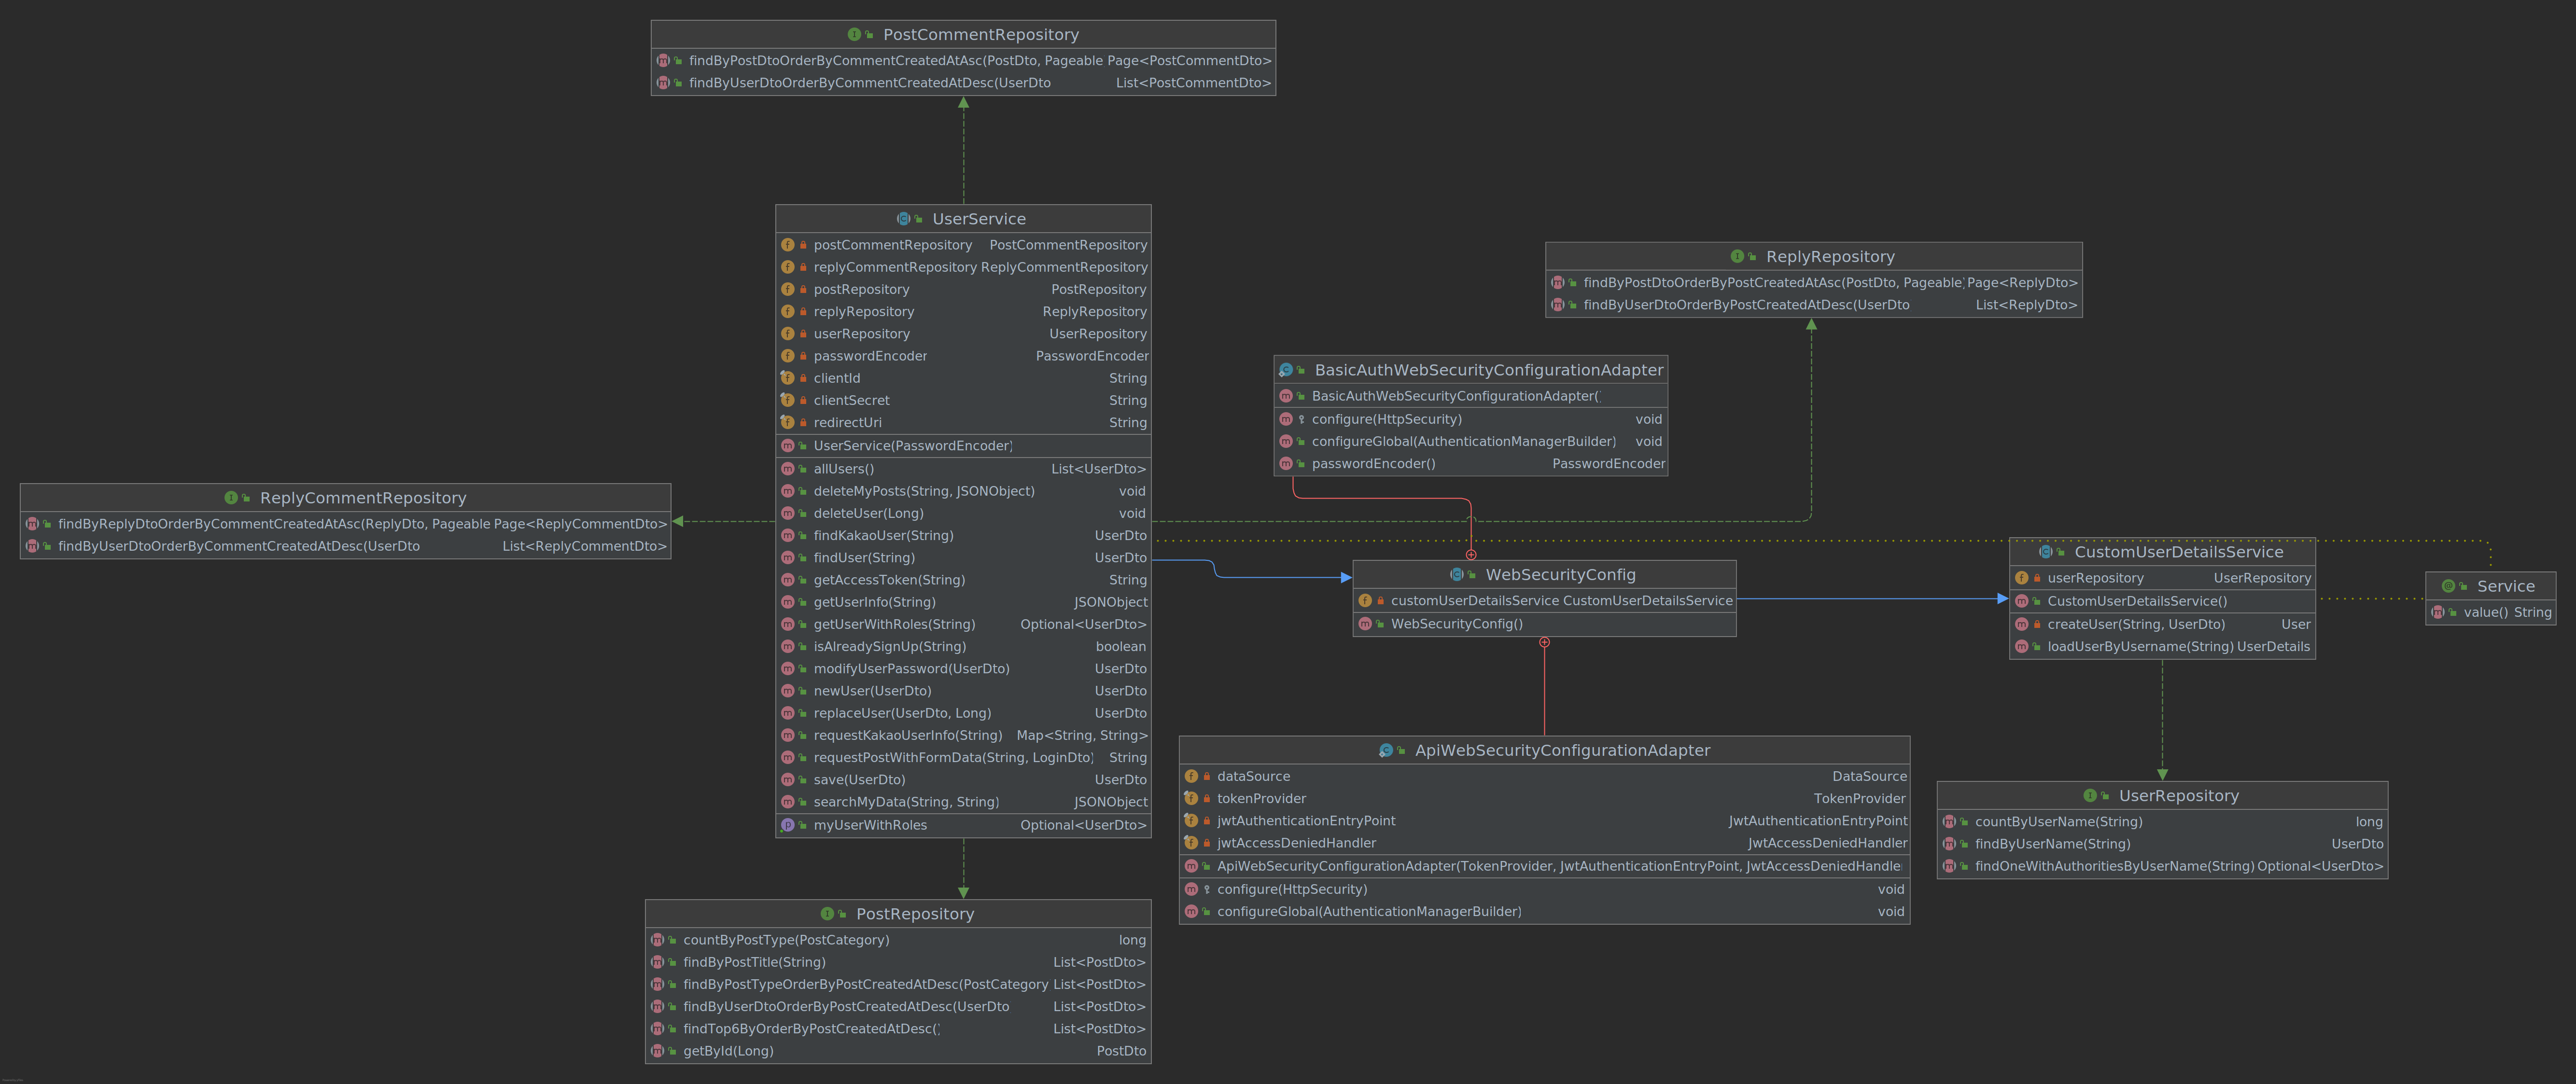 PostCommentRepository
findByPostDtoOrderByCommentCreatedAtAsc(PostDto, Pageable Page<PostCommentDto>
findByUserDtoOrderByCommentCreatedAtDesc(UserDto List<PostCommentDto>
UserService
postCommentRepository PostCommentRepository
replyCommentRepository ReplyCommentRepository
postRepository PostRepository
replyRepository ReplyRepository
userRepository UserRepository
passwordEncoder PasswordEncoder
clientId String
clientSecret String
redirectUri String
UserService(PasswordEncoder)
allUsers() List<UserDto>
deleteMyPosts(String, JSONObject) void
deleteUser(Long) void
findKakaoUser(String) UserDto
findUser(String) UserDto
getAccessToken(String) String
getUserInfo(String) JSONObject
getUserWithRoles(String) Optional<UserDto>
isAlreadySignUp(String) boolean
modifyUserPassword(UserDto) UserDto
newUser(UserDto) UserDto
replaceUser(UserDto, Long) UserDto
requestKakaoUserInfo(String) Map<String, String>
requestPostWithFormData(String, LoginDto) String
save(UserDto) UserDto
searchMyData(String, String) JSONObject
myUserWithRoles Optional<UserDto>
ReplyRepository
findByPostDtoOrderByPostCreatedAtAsc(PostDto, Pageable) Page<ReplyDto>
findByUserDtoOrderByPostCreatedAtDesc(UserDto List<ReplyDto>
BasicAuthWebSecurityConfigurationAdapter
BasicAuthWebSecurityConfigurationAdapter()
configure(HttpSecurity) void
configureGlobal(AuthenticationManagerBuilder) void
passwordEncoder() PasswordEncoder
ReplyCommentRepository
findByReplyDtoOrderByCommentCreatedAtAsc(ReplyDto, Pageable Page<ReplyCommentDto>
findByUserDtoOrderByCommentCreatedAtDesc(UserDto List<ReplyCommentDto>
WebSecurityConfig
customUserDetailsService CustomUserDetailsService
WebSecurityConfig()
CustomUserDetailsService
userRepository UserRepository
CustomUserDetailsService()
createUser(String, UserDto) User
loadUserByUsername(String) UserDetails
Service
value() String
ApiWebSecurityConfigurationAdapter
dataSource DataSource
tokenProvider TokenProvider
jwtAuthenticationEntryPoint JwtAuthenticationEntryPoint
jwtAccessDeniedHandler JwtAccessDeniedHandler
ApiWebSecurityConfigurationAdapter(TokenProvider, JwtAuthenticationEntryPoint, JwtAccessDeniedHandle
configure(HttpSecurity) void
configureGlobal(AuthenticationManagerBuilder) void
UserRepository
countByUserName(String) long
findByUserName(String) UserDto
findOneWithAuthoritiesByUserName(String) Optional<UserDto>
PostRepository
countByPostType(PostCategory) long
findByPostTitle(String) List<PostDto>
findByPostTypeOrderByPostCreatedAtDesc(PostCategory List<PostDto>
findByUserDtoOrderByPostCreatedAtDesc(UserDto List<PostDto>
findTop6ByOrderByPostCreatedAtDesc() List<PostDto>
getById(Long) PostDto